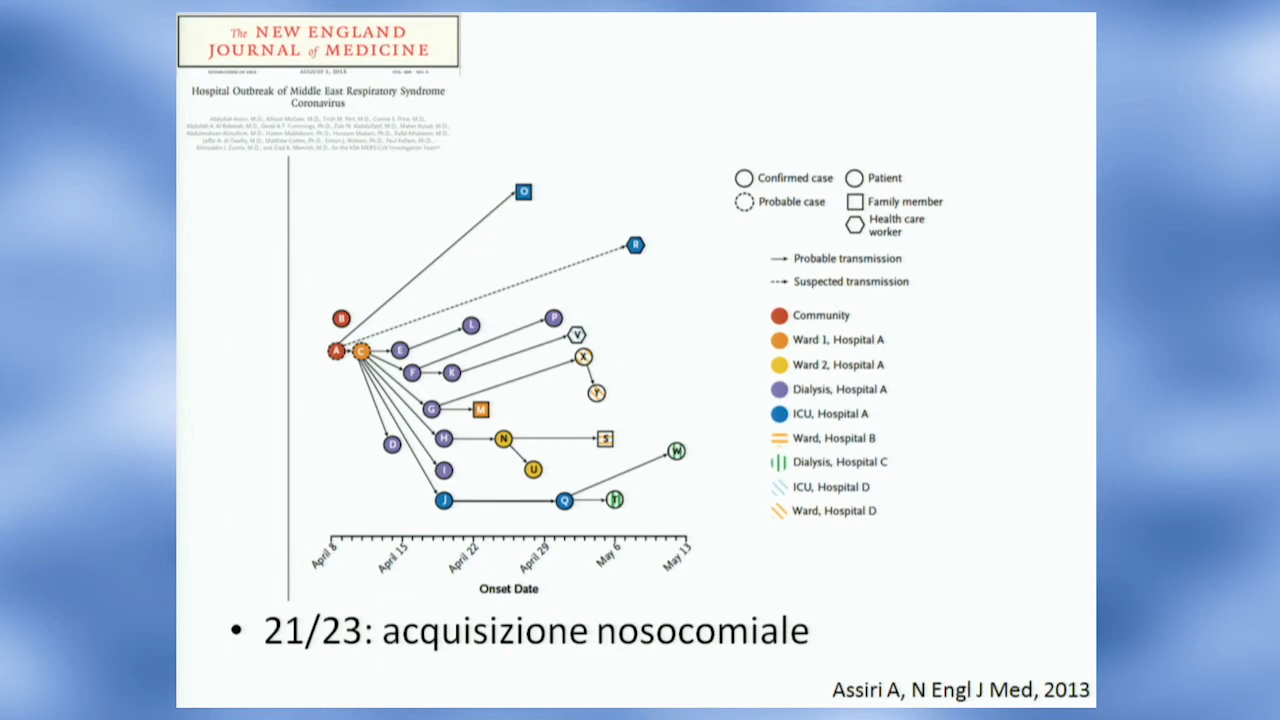 The NEW ENGLAND
JOURNAL of MEDICINE
AUGUST 1, 2013
Hospital Outbreak of Middle East Respiratory Syndrome
Coronavirus
O
Confirmed case
Patient
Probable case
Family member
Health care
worker
R
Probable transmission
Suspected transmission
B
L
P
V
Community
A
C
E
X
Ward 1, Hospital A
F
K
Y
Ward 2, Hospital A
G
M
Dialysis, Hospital A
D
H
N
S
W
ICU, Hospital A
I
U
Ward, Hospital B
J
Q
T
Dialysis, Hospital C
ICU, Hospital D
Ward, Hospital D
April 8
April 15
April 22
April 29
May 6
May 13
Onset Date
• 21/23: acquisizione nosocomiale
Assiri A, N Engl J Med, 2013